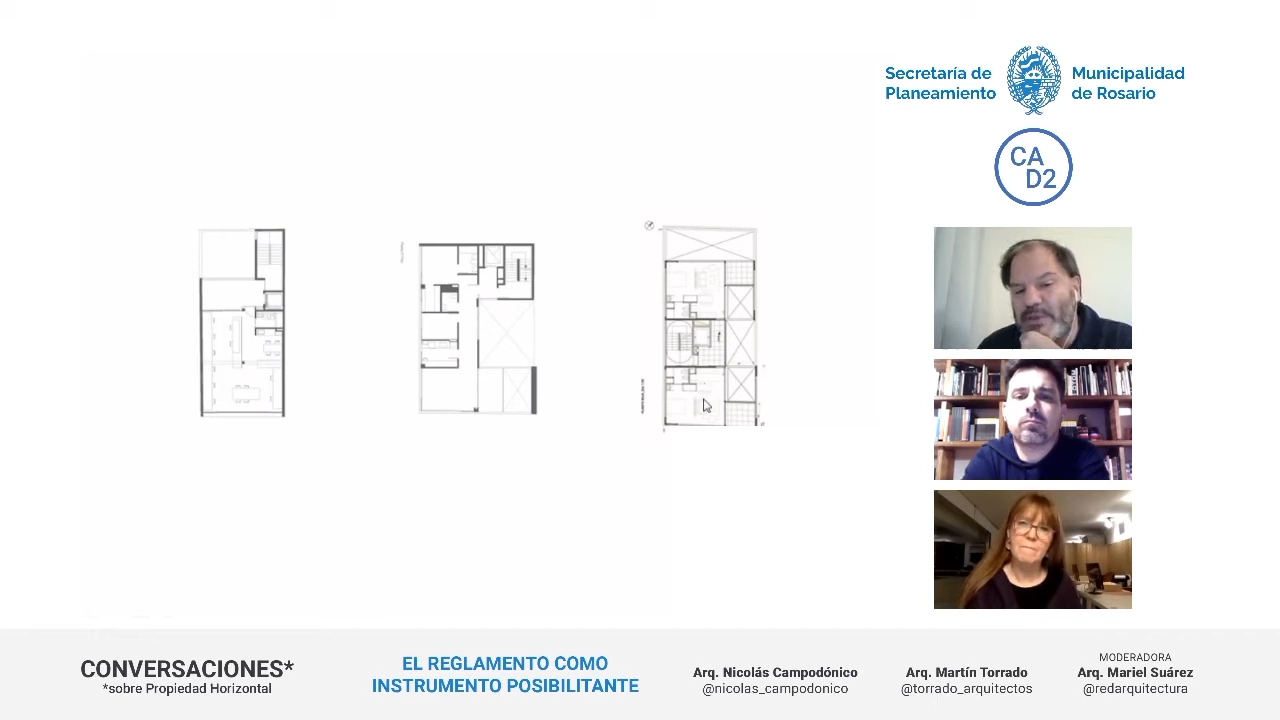 Secretaría de
Planeamiento
Municipalidad
de Rosario
CA
D2
CONVERSACIONES*
*sobre Propiedad Horizontal
EL REGLAMENTO COMO
INSTRUMENTO POSIBILITANTE
Arq. Nicolás Campodónico
@nicolas_campodonico
Arq. Martín Torrado
@torrado_arquitectos
MODERADORA
Arq. Mariel Suárez
@redarquitectura